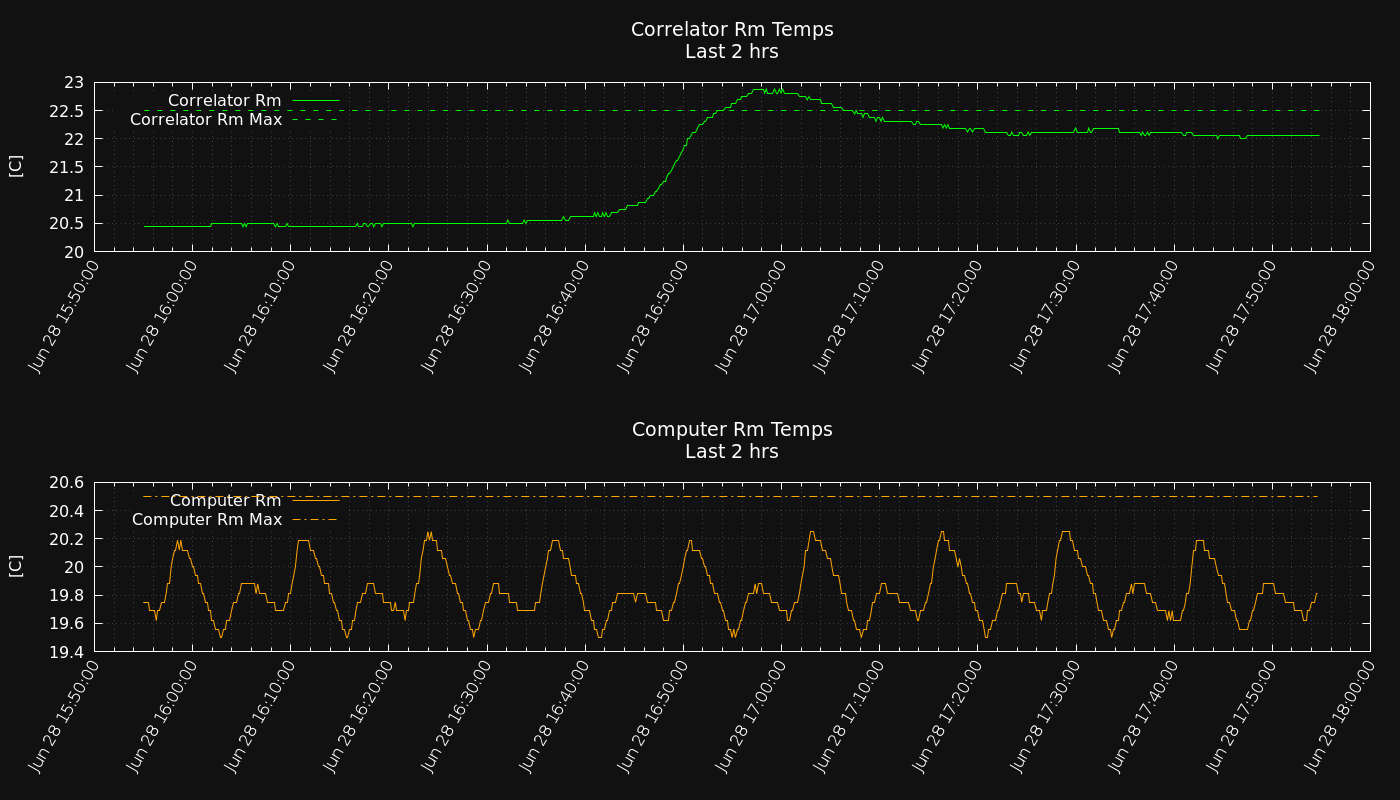 Correlator Rm Temps
Last 2 hrs
[C]
23
22.5
22
21.5
21
20.5
20
Correlator Rm
Correlator Rm Max
Jun 28 15:50:00
Jun 28 16:00:00
Jun 28 16:10:00
Jun 28 16:20:00
Jun 28 16:30:00
Jun 28 16:40:00
Jun 28 16:50:00
Jun 28 17:00:00
Jun 28 17:10:00
Jun 28 17:20:00
Jun 28 17:30:00
Jun 28 17:40:00
Jun 28 17:50:00
Jun 28 18:00:00
Computer Rm Temps
Last 2 hrs
[C]
20.6
20.4
20.2
20
19.8
19.6
19.4
Computer Rm
Computer Rm Max
Jun 28 15:50:00
Jun 28 16:00:00
Jun 28 16:10:00
Jun 28 16:20:00
Jun 28 16:30:00
Jun 28 16:40:00
Jun 28 16:50:00
Jun 28 17:00:00
Jun 28 17:10:00
Jun 28 17:20:00
Jun 28 17:30:00
Jun 28 17:40:00
Jun 28 17:50:00
Jun 28 18:00:00